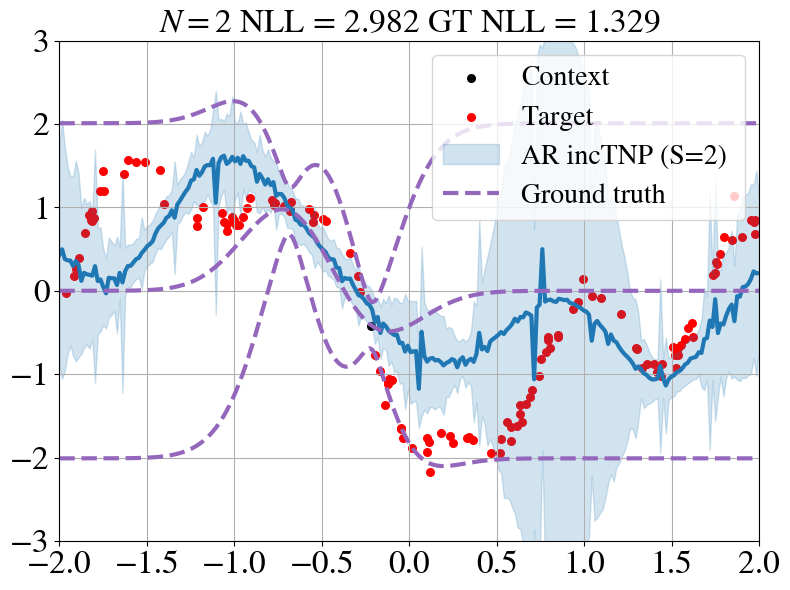 N = 2 NLL = 2.982 GT NLL = 1.329
3
2
1
0
−1
−2
−3
Context
Target
AR incTNP (S=2)
Ground truth
−2.0 −1.5 −1.0 −0.5 0.0 0.5 1.0 1.5 2.0